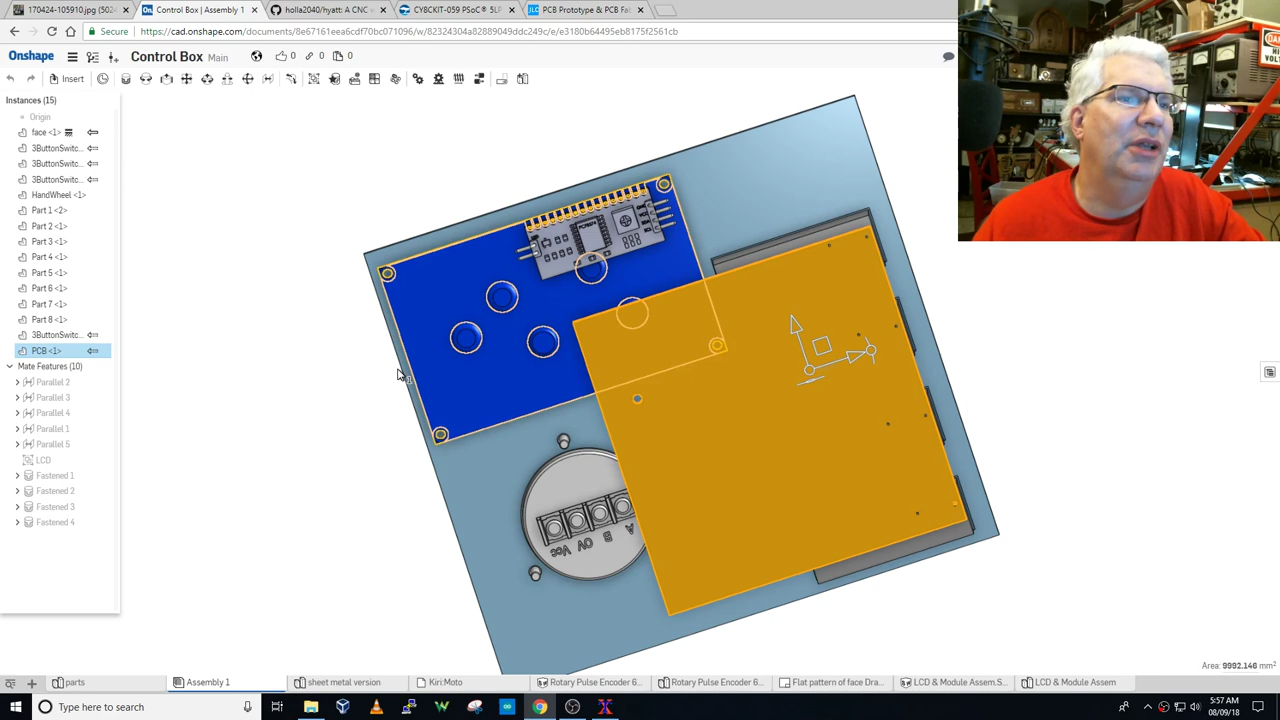 170424-105910.jpg (502×
Control Box | Assembly 1
holla2040/hyatt: A CNC v
CY8CKIT-059 PSoC® 5LP
PCB Prototype & PCB Fab
Secure | https://cad.onshape.com/documents/8e67161eea6cdf70bc071096/w/82324304a82889049ddc249c/e/e3180b64495eb8175f2561cb
Onshape
Control Box Main
0
0
0
Insert
Instances (15)
Origin
face <1>
3ButtonSwitc...
3ButtonSwitc...
3ButtonSwitc...
HandWheel <1>
Part 1 <2>
Part 2 <1>
Part 3 <1>
Part 4 <1>
Part 5 <1>
Part 6 <1>
Part 7 <1>
Part 8 <1>
3ButtonSwitc...
PCB <1>
Mate Features (10)
Parallel 2
Parallel 3
Parallel 4
Parallel 1
Parallel 5
LCD
Fastened 1
Fastened 2
Fastened 3
Fastened 4
Vcc 0V B A
Area: 9992.146 mm²
parts
Assembly 1
sheet metal version
Kiri:Moto
Rotary Pulse Encoder 6...
Rotary Pulse Encoder 6...
Flat pattern of face Dra...
LCD & Module Assem.S...
LCD & Module Assem
Type here to search
5:57 AM
08/09/18